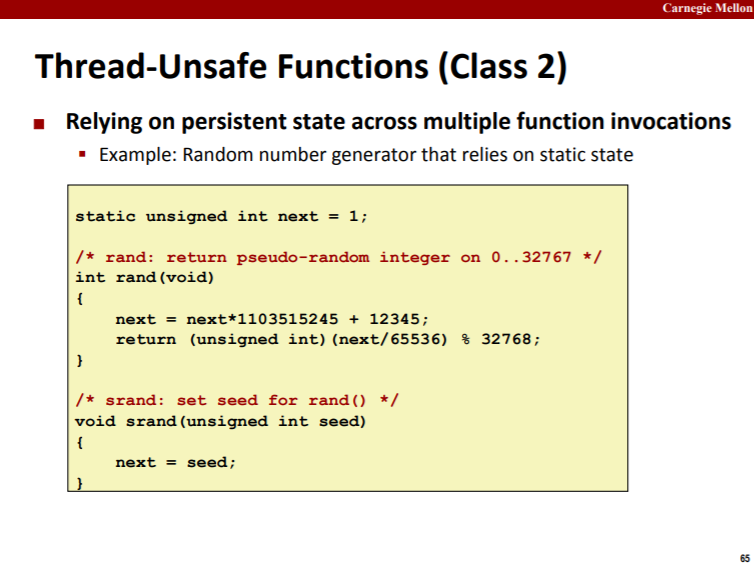 Carnegie Mellon
Thread-Unsafe Functions (Class 2)
Relying on persistent state across multiple function invocations
Example: Random number generator that relies on static state
static unsigned int next = 1;
/* rand: return pseudo-random integer on 0..32767 */
int rand(void)
{
    next = next*1103515245 + 12345;
    return (unsigned int)(next/65536) % 32768;
}
/* srand: set seed for rand() */
void srand(unsigned int seed)
{
    next = seed;
}
65